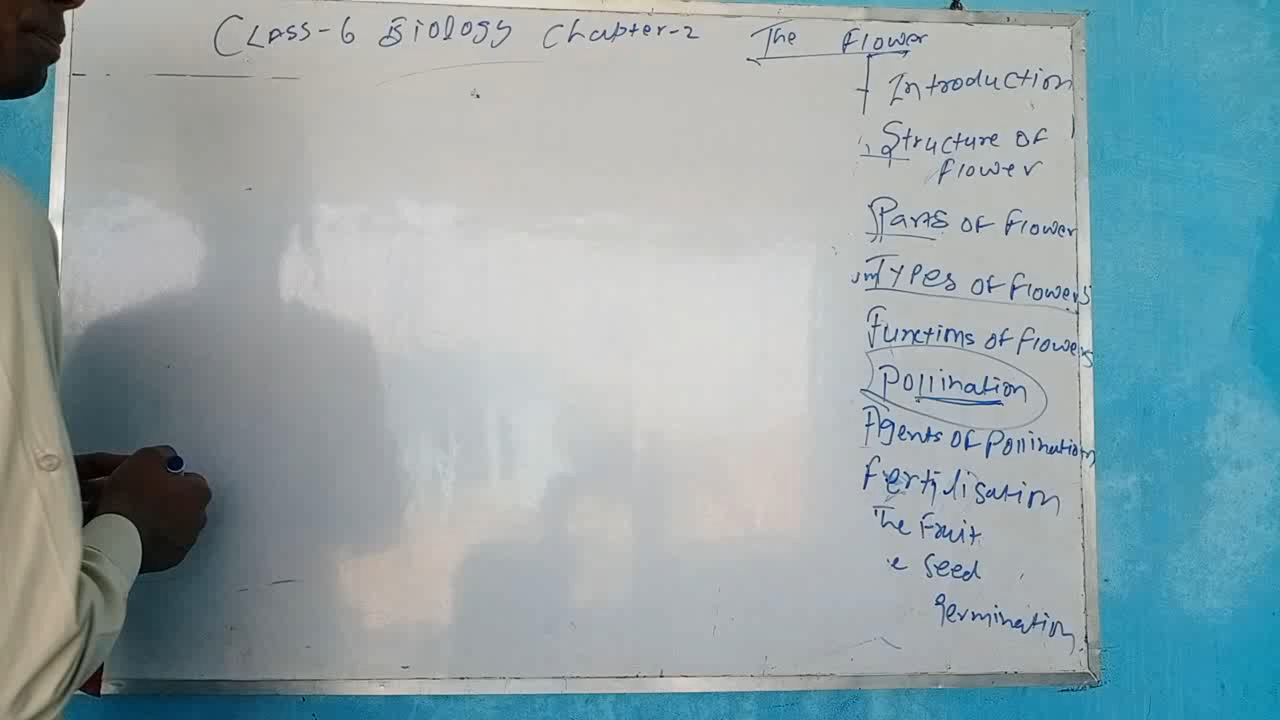 Class-6 Biology Chapter-2 The Flower
Introduction
Structure of
flower
Parts of flower
Types of flowers
Functions of flowers
Pollination
Agents of Pollination
Fertilisation
The Fruit
e seed
germination